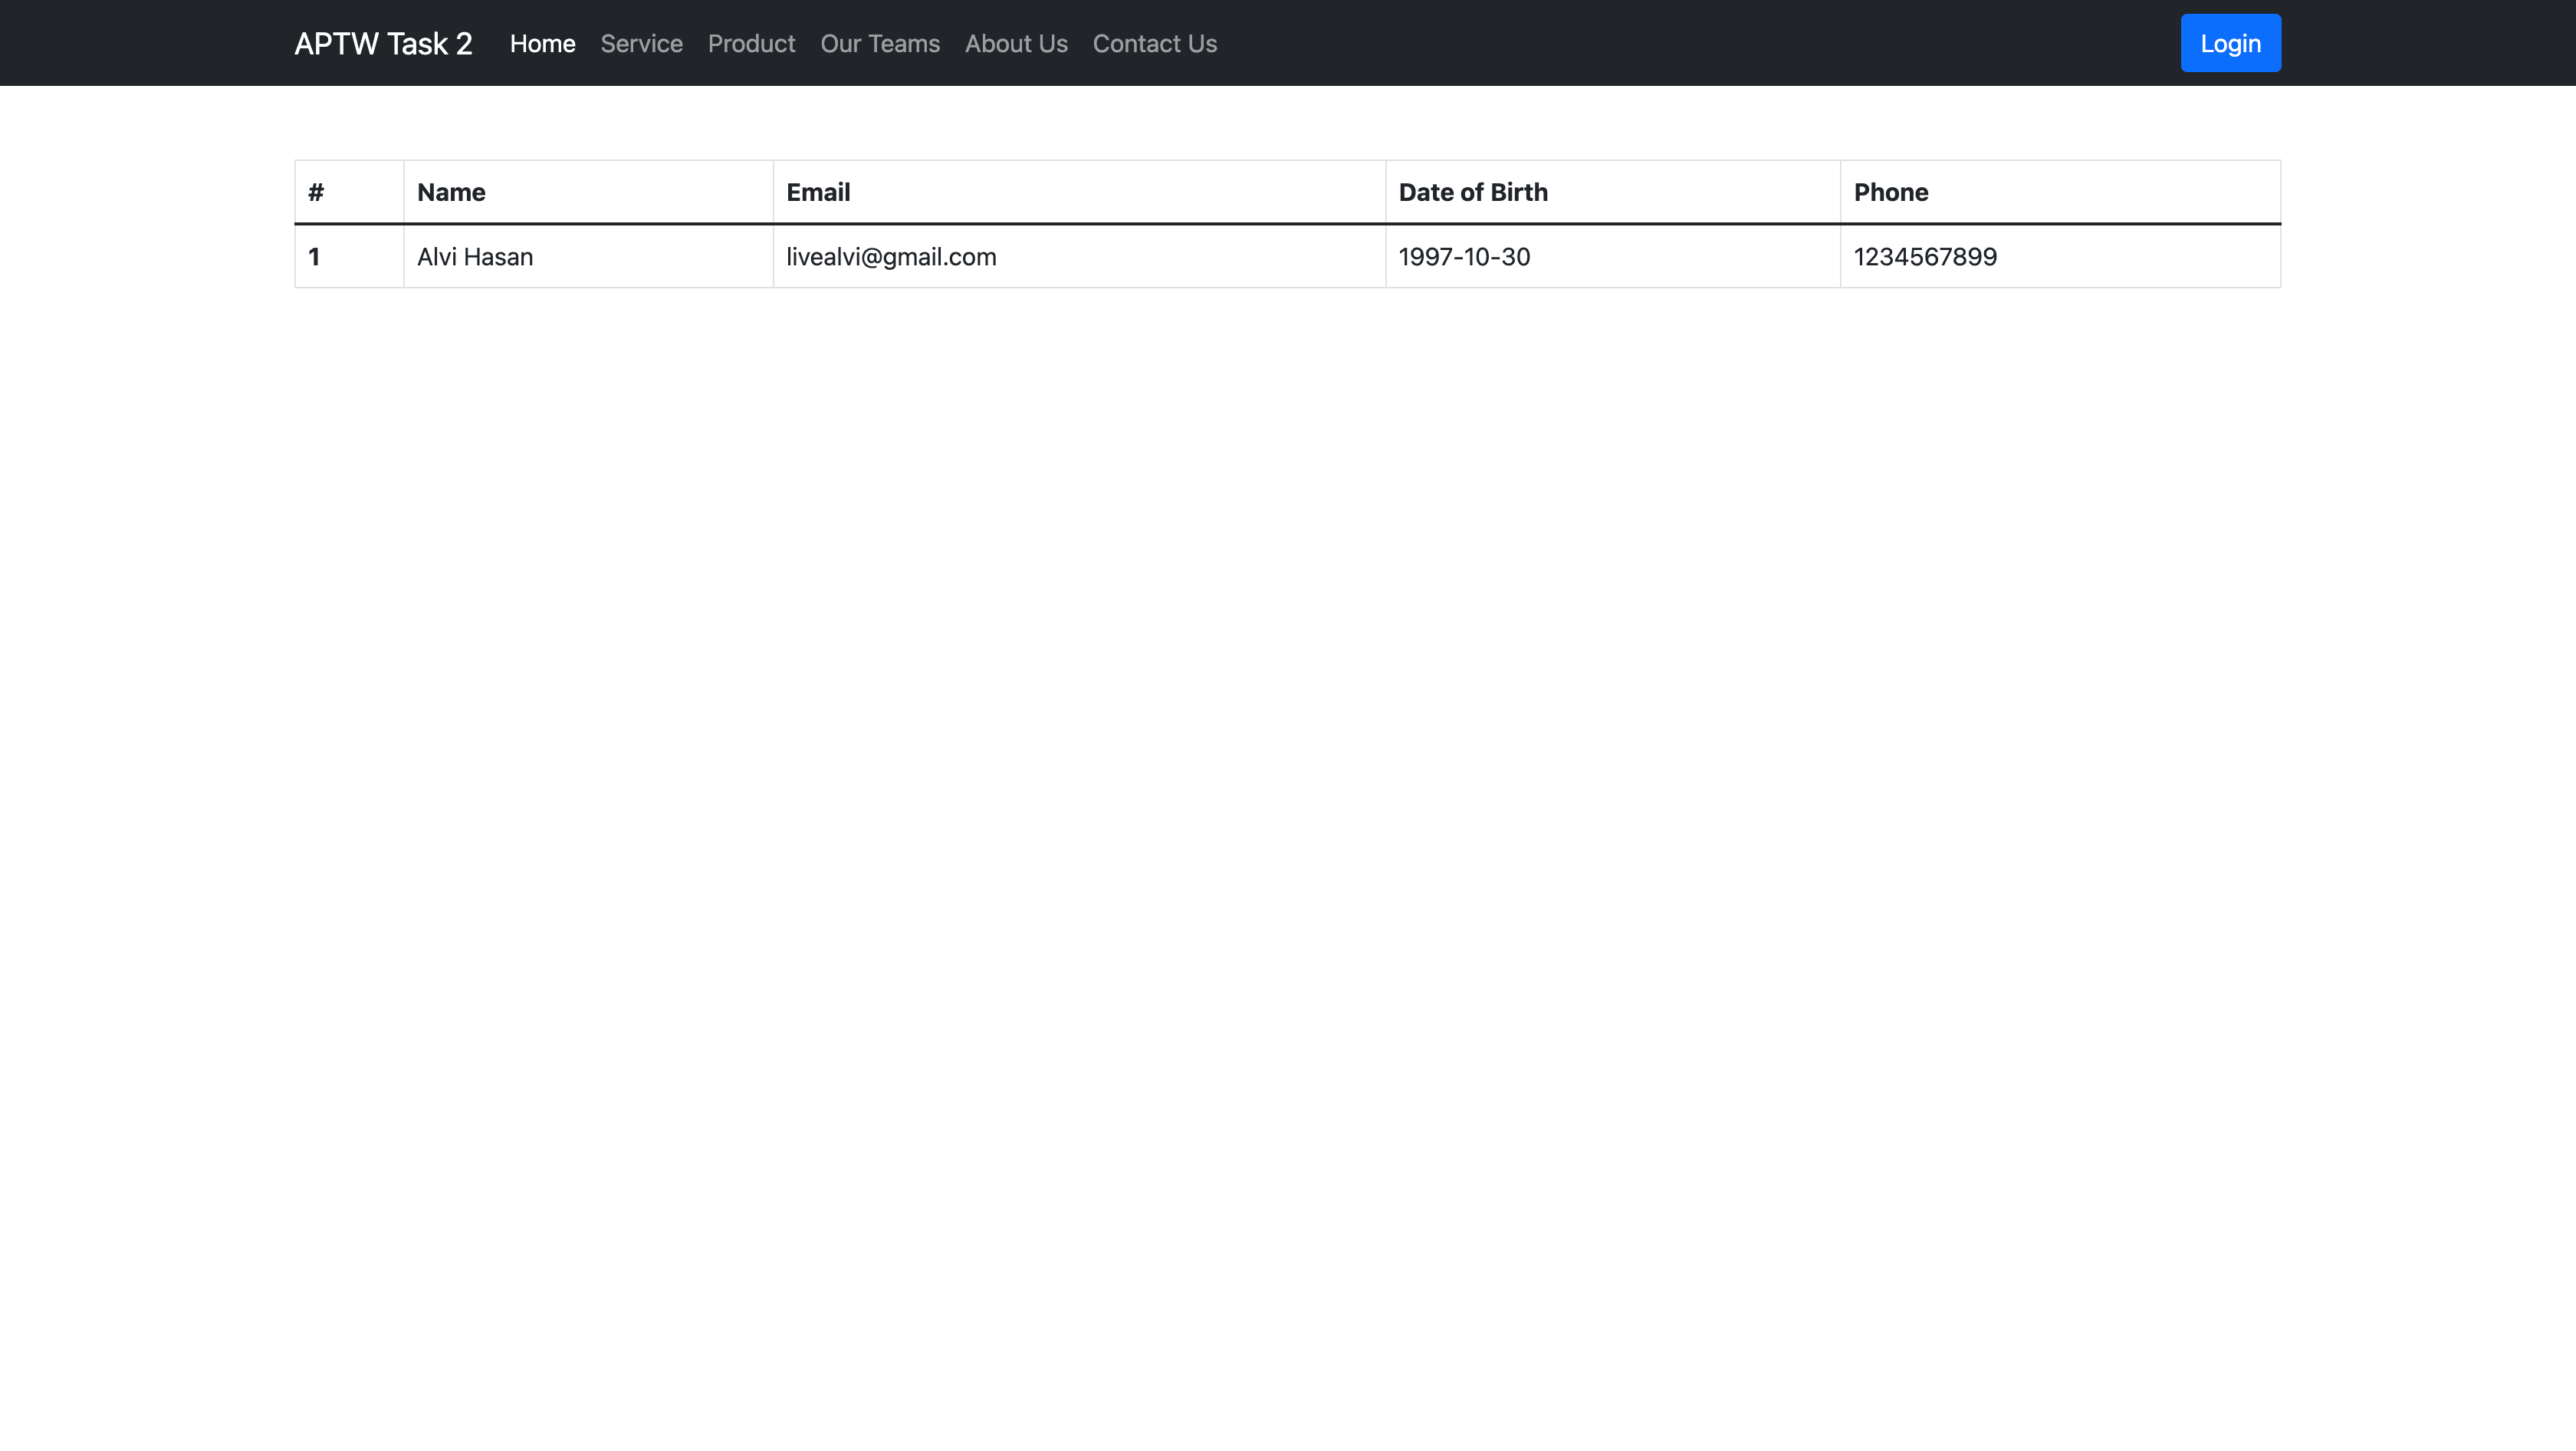 APTW Task 2 Home Service Product Our Teams About Us Contact Us Login
# Name Email Date of Birth Phone
1 Alvi Hasan livealvi@gmail.com 1997-10-30 1234567899